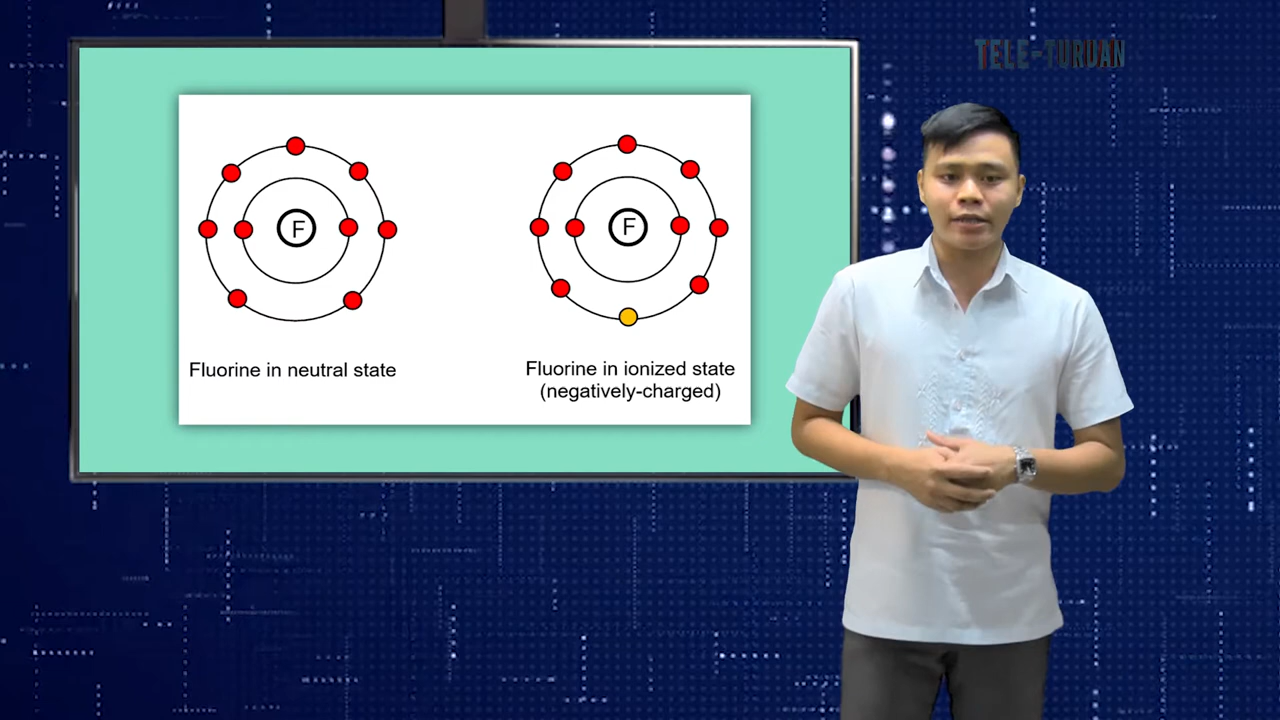 TELE-TURUAN
F
F
Fluorine in neutral state
Fluorine in ionized state
(negatively-charged)